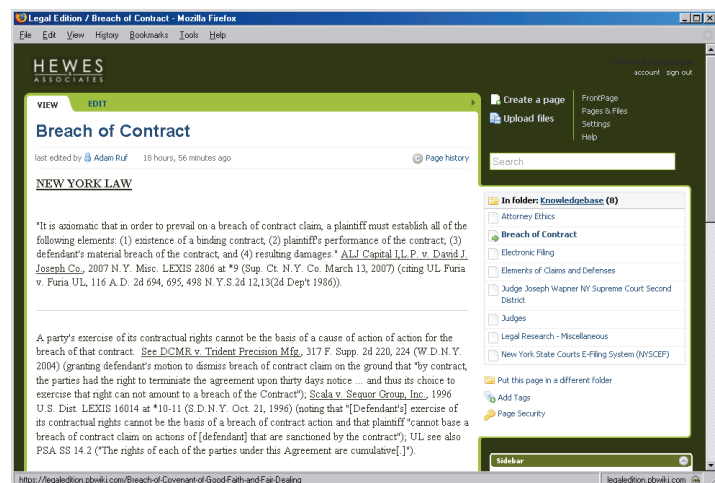 Legal Edition / Breach of Contract - Mozilla Firefox
File Edit View History Bookmarks Tools Help
HEWES
ASSOCIATES
account sign out
VIEW EDIT
Create a page
Upload files
FrontPage
Pages & Files
Settings
Help
Breach of Contract
last edited by Adam Ruf 18 hours, 56 minutes ago Page history
Search
NEW YORK LAW
"It is axiomatic that in order to prevail on a breach of contract claim, a plaintiff must establish all of the
following elements: (1) existence of a binding contract; (2) plaintiff's performance of the contract; (3)
defendant's material breach of the contract, and (4) resulting damages." ALJ Capital I,L.P. v. David J.
Joseph Co., 2007 N.Y. Misc. LEXIS 2806 at *9 (Sup. Ct. N.Y. Co. March 13, 2007) (citing UL Furia
v. Furia UL, 116 A.D. 2d 694, 695, 498 N.Y.S.2d 12,13(2d Dep't 1986)).
A party's exercise of its contractual rights cannot be the basis of a cause of action of action for the
breach of that contract. See DCMR v. Trident Precision Mfg., 317 F. Supp. 2d 220, 224 (W.D.N.Y.
2004) (granting defendant's motion to dismiss breach of contract claim on the ground that "by contract,
the parties had the right to terminiate the agreement upon thirty days notice ... and thus its choice to
exercise that right can not amount to a breach of the Contract"); Scala v. Sequor Group, Inc., 1996
U.S. Dist. LEXIS 16014 at *10-11 (S.D.N.Y. Oct. 21, 1996) (noting that "[Defendant's] exercise of
its contractual rights cannot be the basis of a breach of contract action and that plaintiff "cannot base a
breach of contract claim on actions of [defendant] that are sanctioned by the contract"); UL see also
PSA SS 14.2 ("The rights of each of the parties under this Agreement are cumulative[.]").
In folder: Knowledgebase (8)
Attorney Ethics
Breach of Contract
Electronic Filing
Elements of Claims and Defenses
Judge Joseph Wapner NY Supreme Court Second
District
Judges
Legal Research - Miscellaneous
New York State Courts E-Filing System (NYSCEF)
Put this page in a different folder
Add Tags
Page Security
Sidebar
https://legaledition.pbwiki.com/Breach-of-Covenant-of-Good-Faith-and-Fair-Dealing legaledition.pbwiki.com